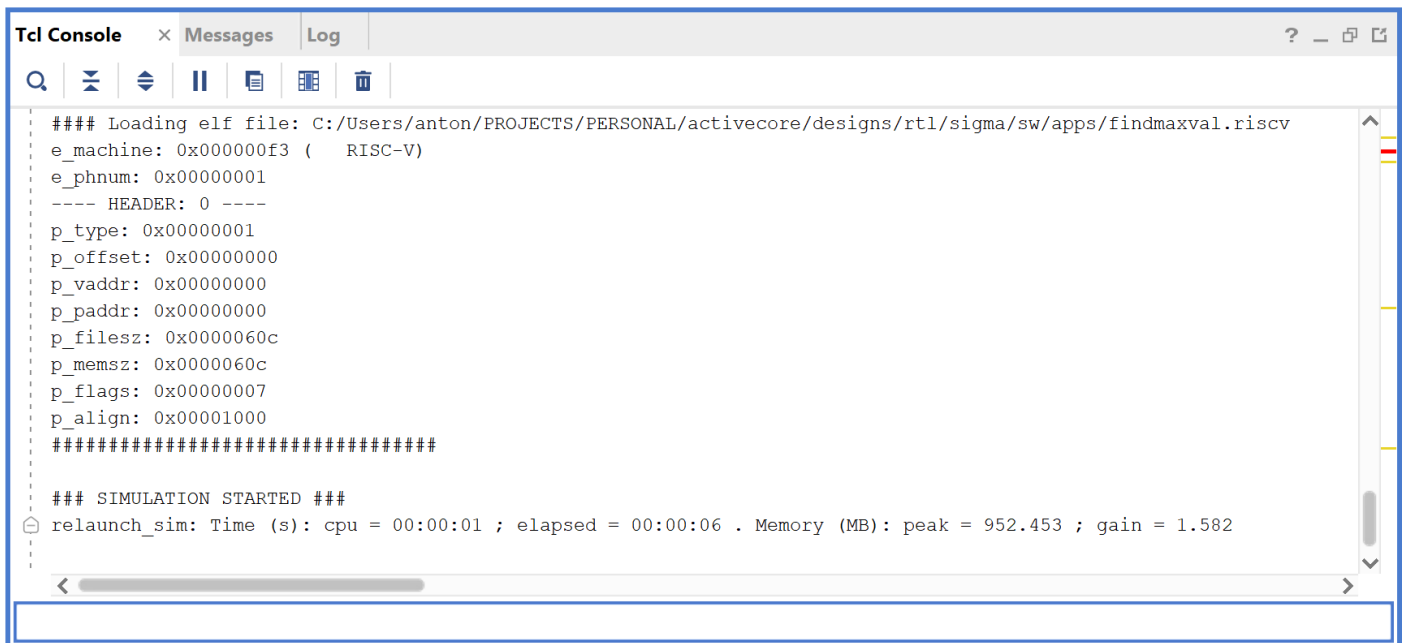 Tcl Console × Messages Log ?
#### Loading elf file: C:/Users/anton/PROJECTS/PERSONAL/activecore/designs/rtl/sigma/sw/apps/findmaxval.riscv
e_machine: 0x000000f3 (   RISC-V)
e_phnum: 0x00000001
---- HEADER: 0 ----
p_type: 0x00000001
p_offset: 0x00000000
p_vaddr: 0x00000000
p_paddr: 0x00000000
p_filesz: 0x0000060c
p_memsz: 0x0000060c
p_flags: 0x00000007
p_align: 0x00001000
##################################
### SIMULATION STARTED ###
relaunch_sim: Time (s): cpu = 00:00:01 ; elapsed = 00:00:06 . Memory (MB): peak = 952.453 ; gain = 1.582